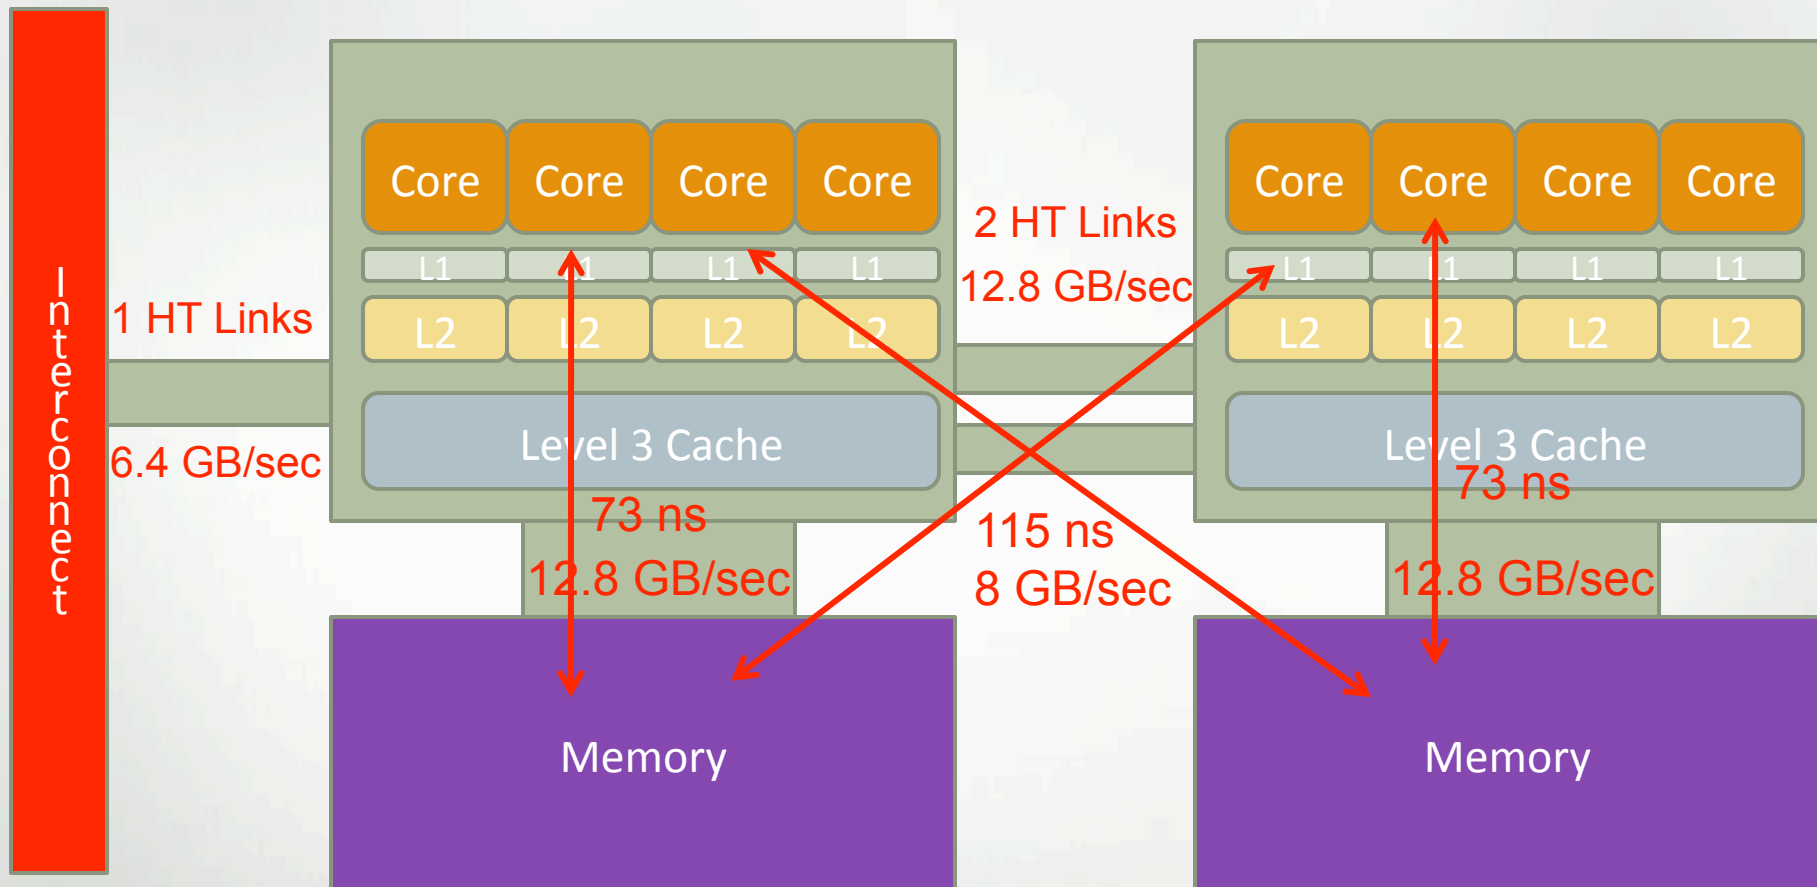 Interconnect
1 HT Links
6.4 GB/sec
Core Core Core Core
L1 L1 L1 L1
L2 L2 L2 L2
Level 3 Cache
73 ns
12.8 GB/sec
Memory
2 HT Links
12.8 GB/sec
115 ns
8 GB/sec
Core Core Core Core
L1 L1 L1 L1
L2 L2 L2 L2
Level 3 Cache
73 ns
12.8 GB/sec
Memory